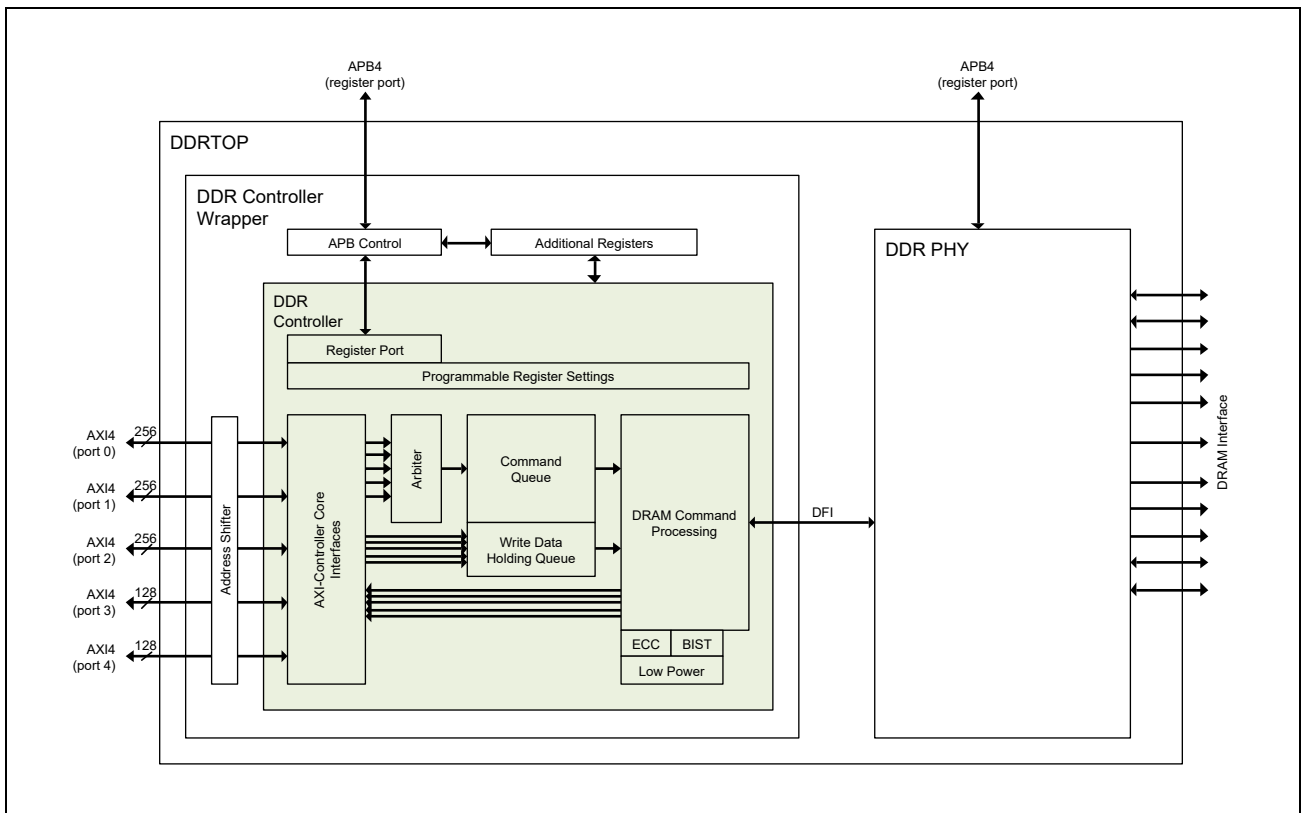 APB4
(register port)
APB4
(register port)
DDRTOP
DDR Controller
Wrapper
APB Control
Additional Registers
DDR PHY
DDR
Controller
Register Port
Programmable Register Settings
AXI4
(port 0)
256
AXI4
(port 1)
256
AXI4
(port 2)
256
AXI4
(port 3)
128
AXI4
(port 4)
128
Address Shifter
AXI-Controller Core
Interfaces
Arbiter
Command
Queue
Write Data
Holding Queue
DRAM Command
Processing
ECC
BIST
Low Power
DFI
DRAM Interface